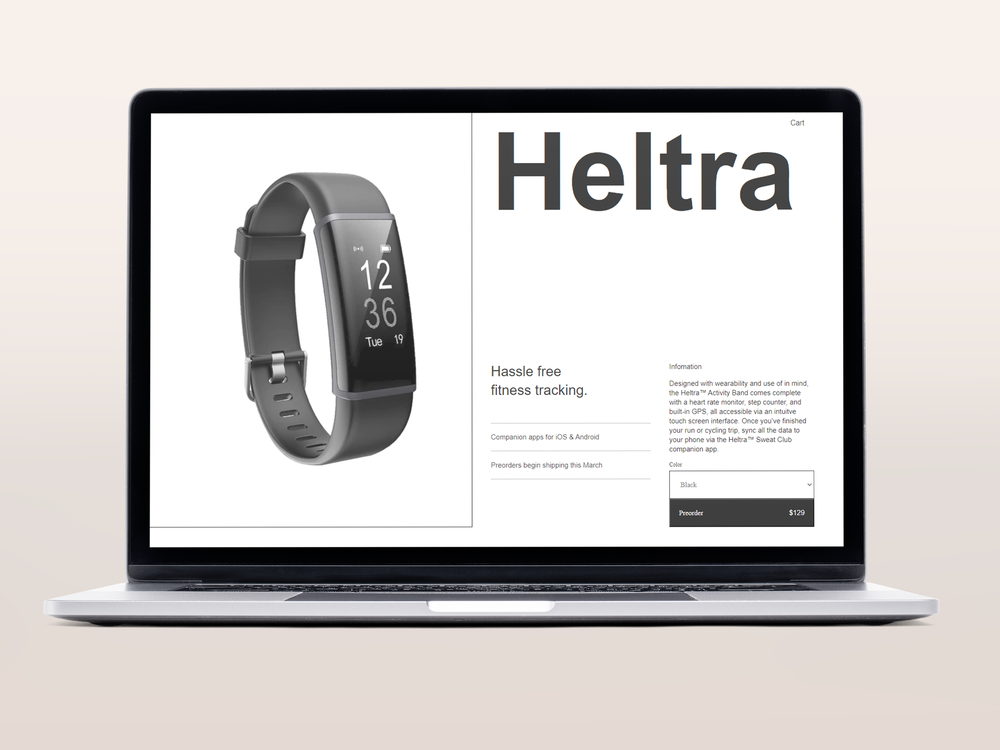 Cart
Heltra
12
36
Tue 19
Hassle free
fitness tracking.
Companion apps for iOS & Android
Preorders begin shipping this March
Infomation
Designed with wearability and use of in mind,
the Heltra™ Activity Band comes complete
with a heart rate monitor, step counter, and
built-in GPS, all accessible via an intuitve
touch screen interface. Once you've finished
your run or cycling trip, sync all the data to
your phone via the Heltra™ Sweat Club
companion app.
Color
Black
Preorder $129